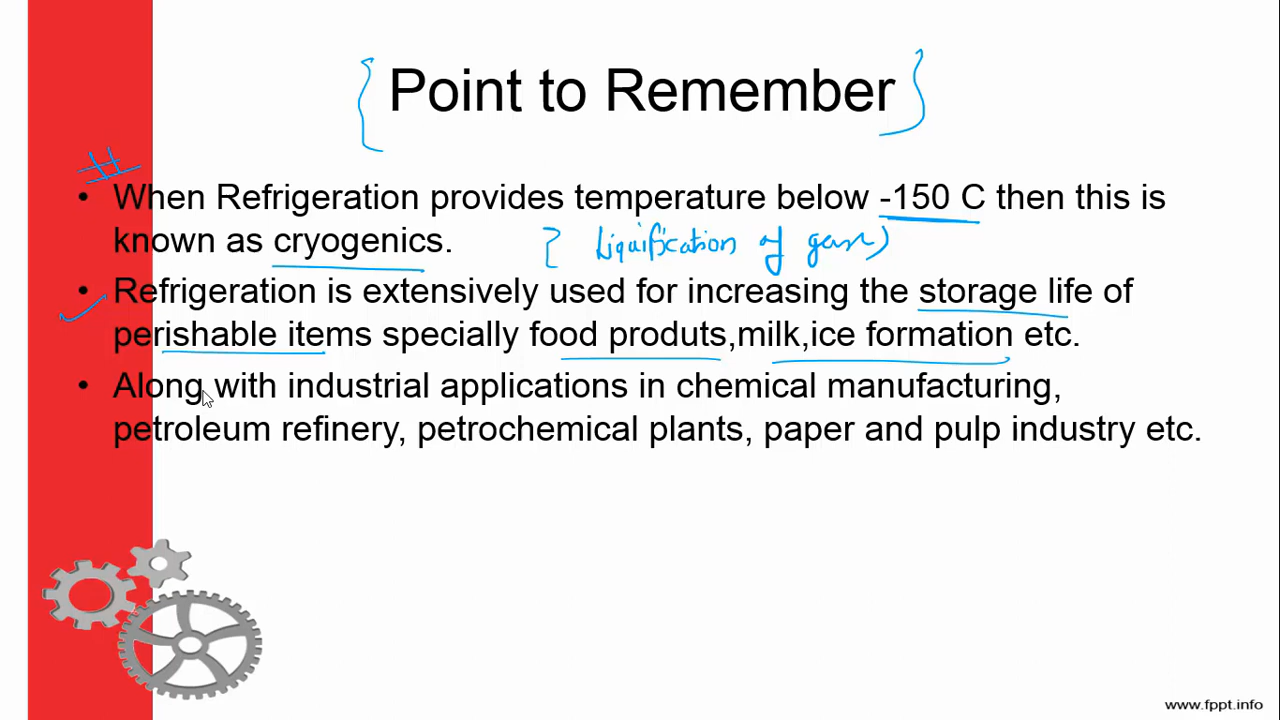 Point to Remember
• When Refrigeration provides temperature below -150 C then this is
known as cryogenics. [ Liquification of gases)
• Refrigeration is extensively used for increasing the storage life of
perishable items specially food produts,milk,ice formation etc.
• Along with industrial applications in chemical manufacturing,
petroleum refinery, petrochemical plants, paper and pulp industry etc.
www.fppt.info